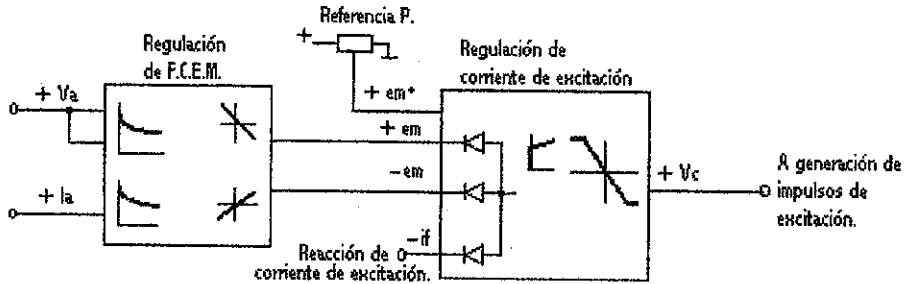 Referencia P.
+
Regulación
de F.C.E.M.
Regulación de
corriente de excitación
+ Va
+ em*
+ em
- em
+ Vc
A generación de
impulsos de
excitación.
+ Ia
- if
Reacción de
corriente de excitación.